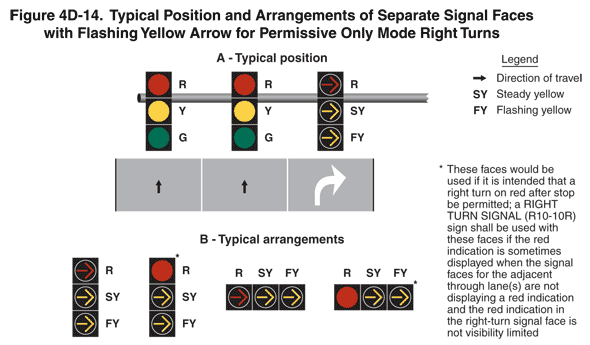 Figure 4D-14. Typical Position and Arrangements of Separate Signal Faces
with Flashing Yellow Arrow for Permissive Only Mode Right Turns
A - Typical position
Legend
Direction of travel
SY Steady yellow
FY Flashing yellow
R R R
Y Y SY
G G FY
B - Typical arrangements
R
SY
FY
*
R
SY
FY
R SY FY
R SY FY *
* These faces would be
used if it is intended that a
right turn on red after stop
be permitted; a RIGHT
TURN SIGNAL (R10-10R)
sign shall be used with
these faces if the red
indication is sometimes
displayed when the signal
faces for the adjacent
through lane(s) are not
displaying a red indication
and the red indication in
the right-turn signal face is
not visibility limited